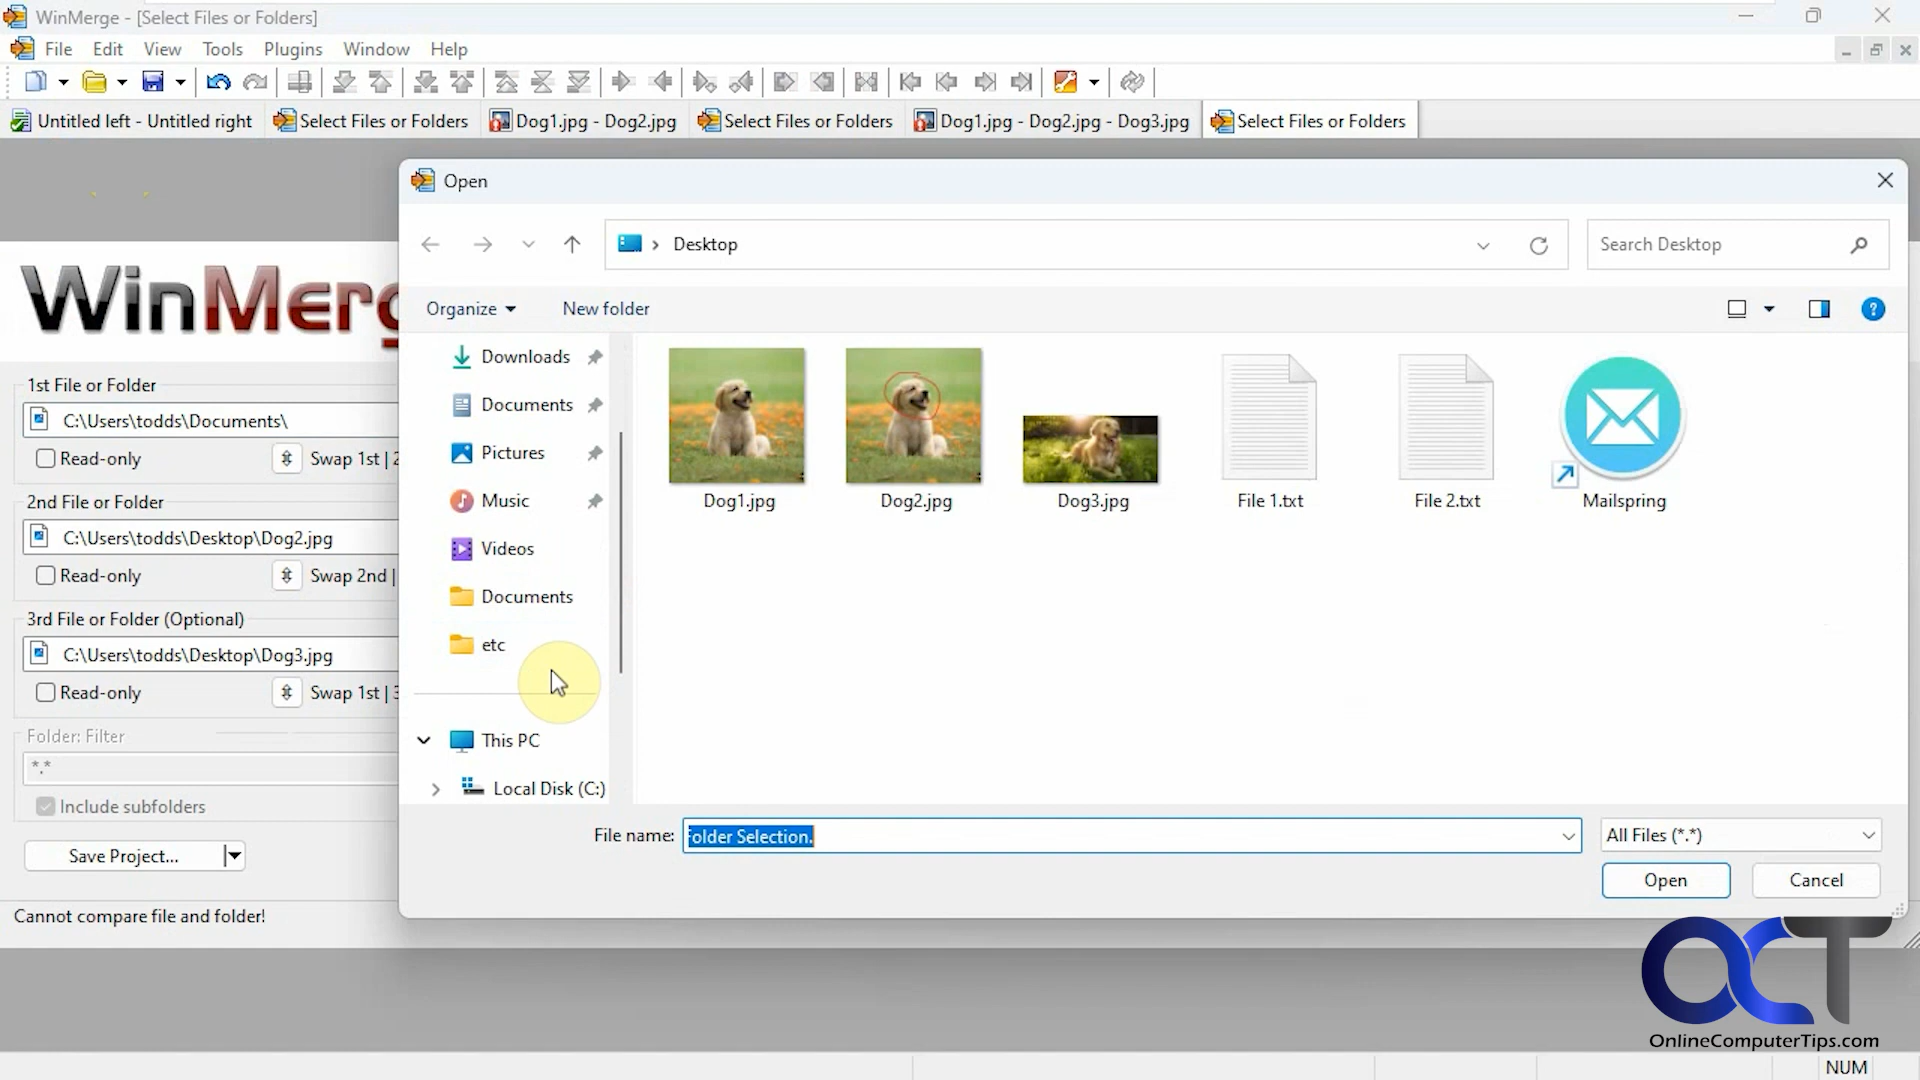 WinMerge - [Select Files or Folders]
File Edit View Tools Plugins Window Help
Untitled left - Untitled right Select Files or Folders Dog1.jpg - Dog2.jpg Select Files or Folders Dog1.jpg - Dog2.jpg - Dog3.jpg Select Files or Folders
Open
Desktop
Search Desktop
Organize New folder
WinMerg
1st File or Folder
C:\Users\todds\Documents\
Read-only Swap 1st | 2
2nd File or Folder
C:\Users\todds\Desktop\Dog2.jpg
Read-only Swap 2nd |
3rd File or Folder (Optional)
C:\Users\todds\Desktop\Dog3.jpg
Read-only Swap 1st | 3
Folder: Filter
*.*
Include subfolders
Save Project...
Cannot compare file and folder!
Downloads
Documents
Pictures
Music
Videos
Documents
etc
This PC
Local Disk (C:)
Dog1.jpg Dog2.jpg Dog3.jpg File 1.txt File 2.txt Mailspring
File name: Folder Selection. All Files (*.*)
Open Cancel
OCT
OnlineComputerTips.com
NUM